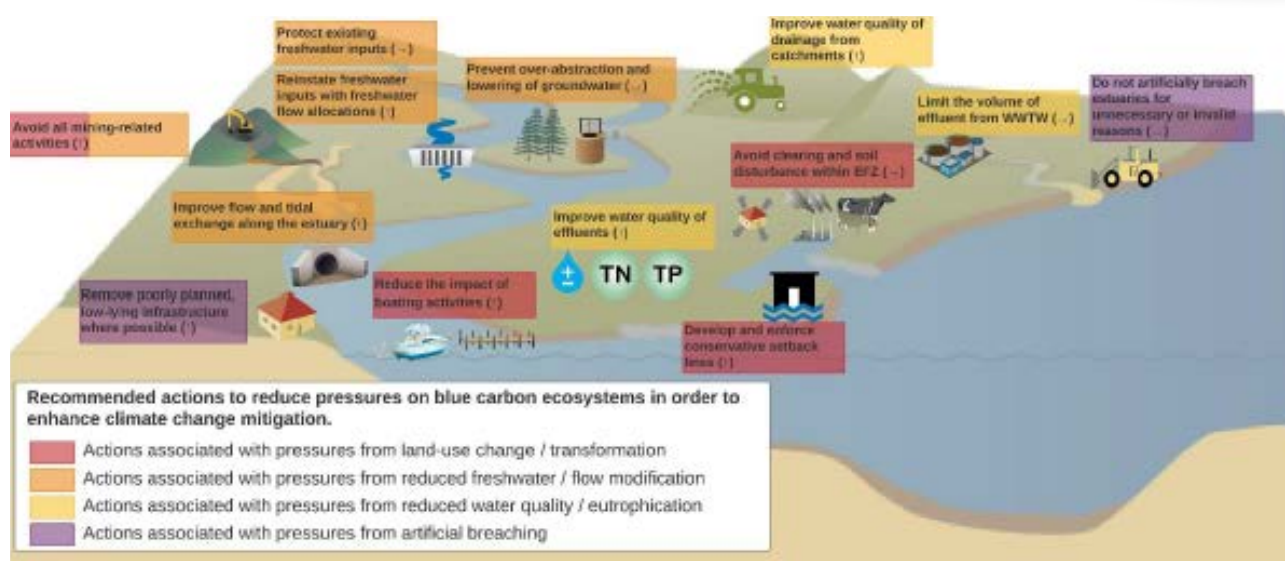 Protect existing
freshwater inputs (→)
Improve water quality of
drainage from
catchments (↑)
Reinstate freshwater
inputs with freshwater
flow allocations (↑)
Prevent over-abstraction and
lowering of groundwater (→)
Do not artificially breach
estuaries for
unnecessary or invalid
reasons (→)
Avoid all mining-related
activities (↑)
Limit the volume of
effluent from WWTW (→)
Avoid clearing and soil
disturbance within EFZ (→)
Improve flow and tidal
exchange along the estuary (↑)
Improve water quality of
effluents (↑)
±
TN
TP
Remove poorly planned,
low-lying infrastructure
where possible (↑)
Reduce the impact of
boating activities (↑)
Develop and enforce
conservative setback
lines (↑)
Recommended actions to reduce pressures on blue carbon ecosystems in order to
enhance climate change mitigation.
Actions associated with pressures from land-use change / transformation
Actions associated with pressures from reduced freshwater / flow modification
Actions associated with pressures from reduced water quality / eutrophication
Actions associated with pressures from artificial breaching